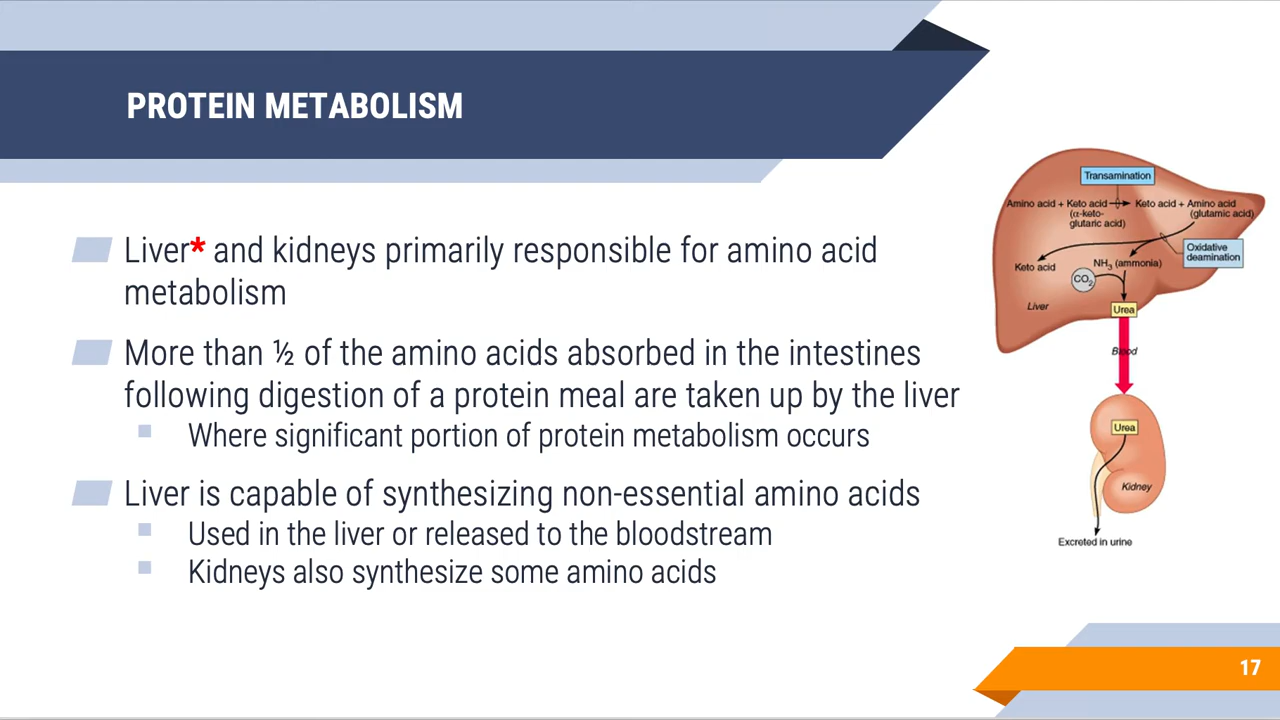 PROTEIN METABOLISM
Liver* and kidneys primarily responsible for amino acid
metabolism
More than ½ of the amino acids absorbed in the intestines
following digestion of a protein meal are taken up by the liver
Where significant portion of protein metabolism occurs
Liver is capable of synthesizing non-essential amino acids
Used in the liver or released to the bloodstream
Kidneys also synthesize some amino acids
Transamination
Amino acid + Keto acid
(α-keto-
glutaric acid)
Keto acid + Amino acid
(glutamic acid)
Oxidative
deamination
Keto acid
NH₃ (ammonia)
CO₂
Liver
Urea
Blood
Urea
Kidney
Excreted in urine
17